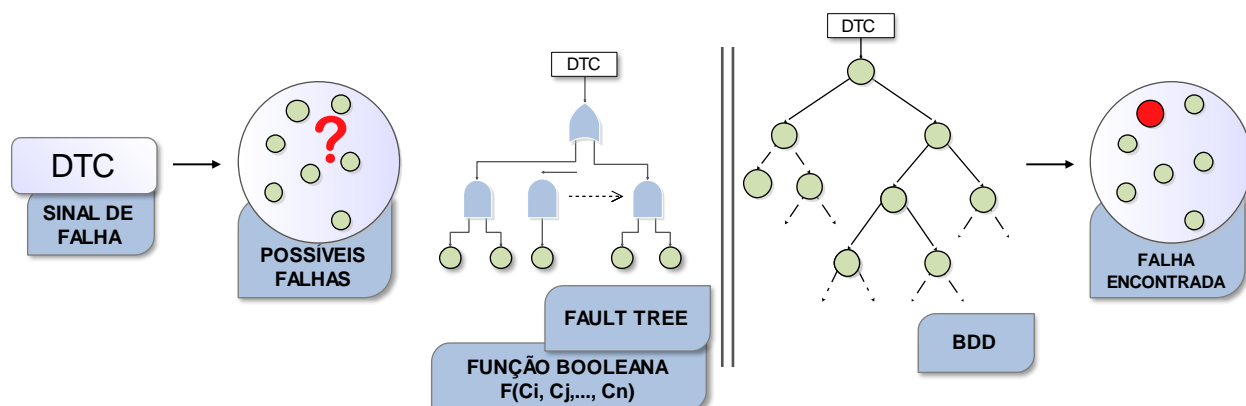 DTC
SINAL DE
FALHA
?
POSSÍVEIS
FALHAS
DTC
FAULT TREE
FUNÇÃO BOOLEANA
F(Ci, Cj,..., Cn)
DTC
BDD
FALHA
ENCONTRADA